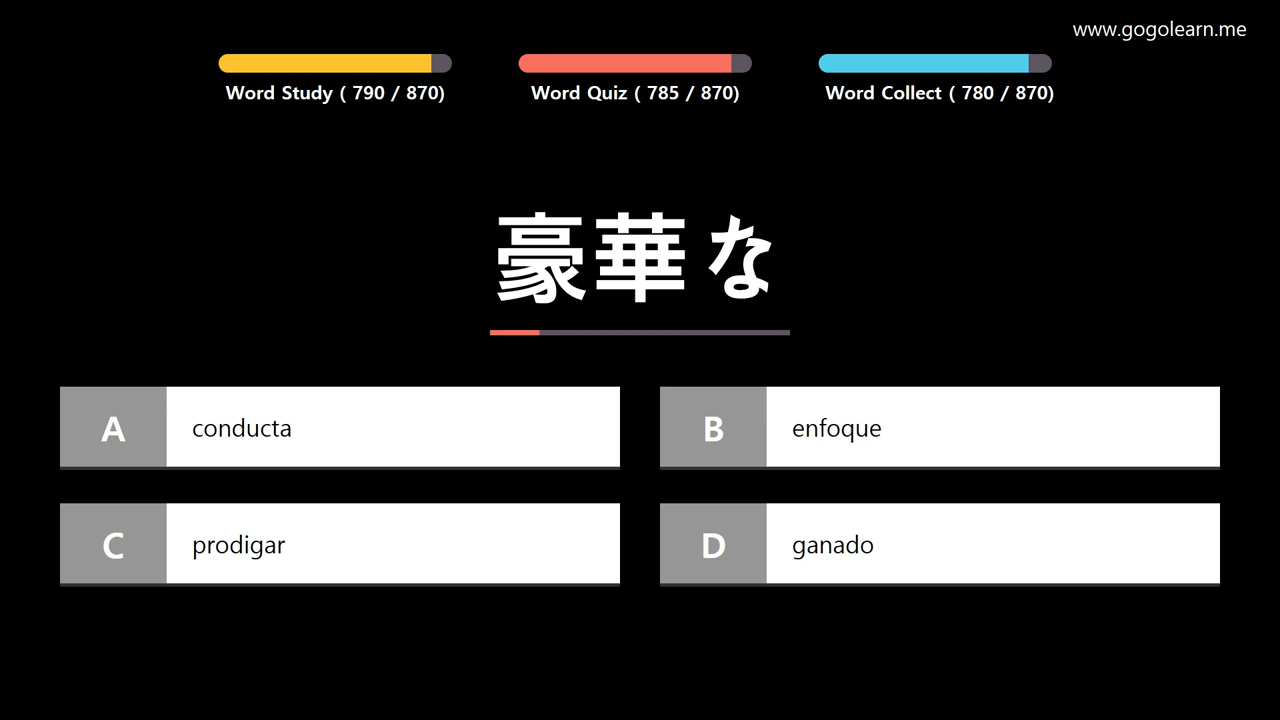 www.gogolearn.me
Word Study ( 790 / 870)
Word Quiz ( 785 / 870)
Word Collect ( 780 / 870)
豪華な
A conducta
B enfoque
C prodigar
D ganado